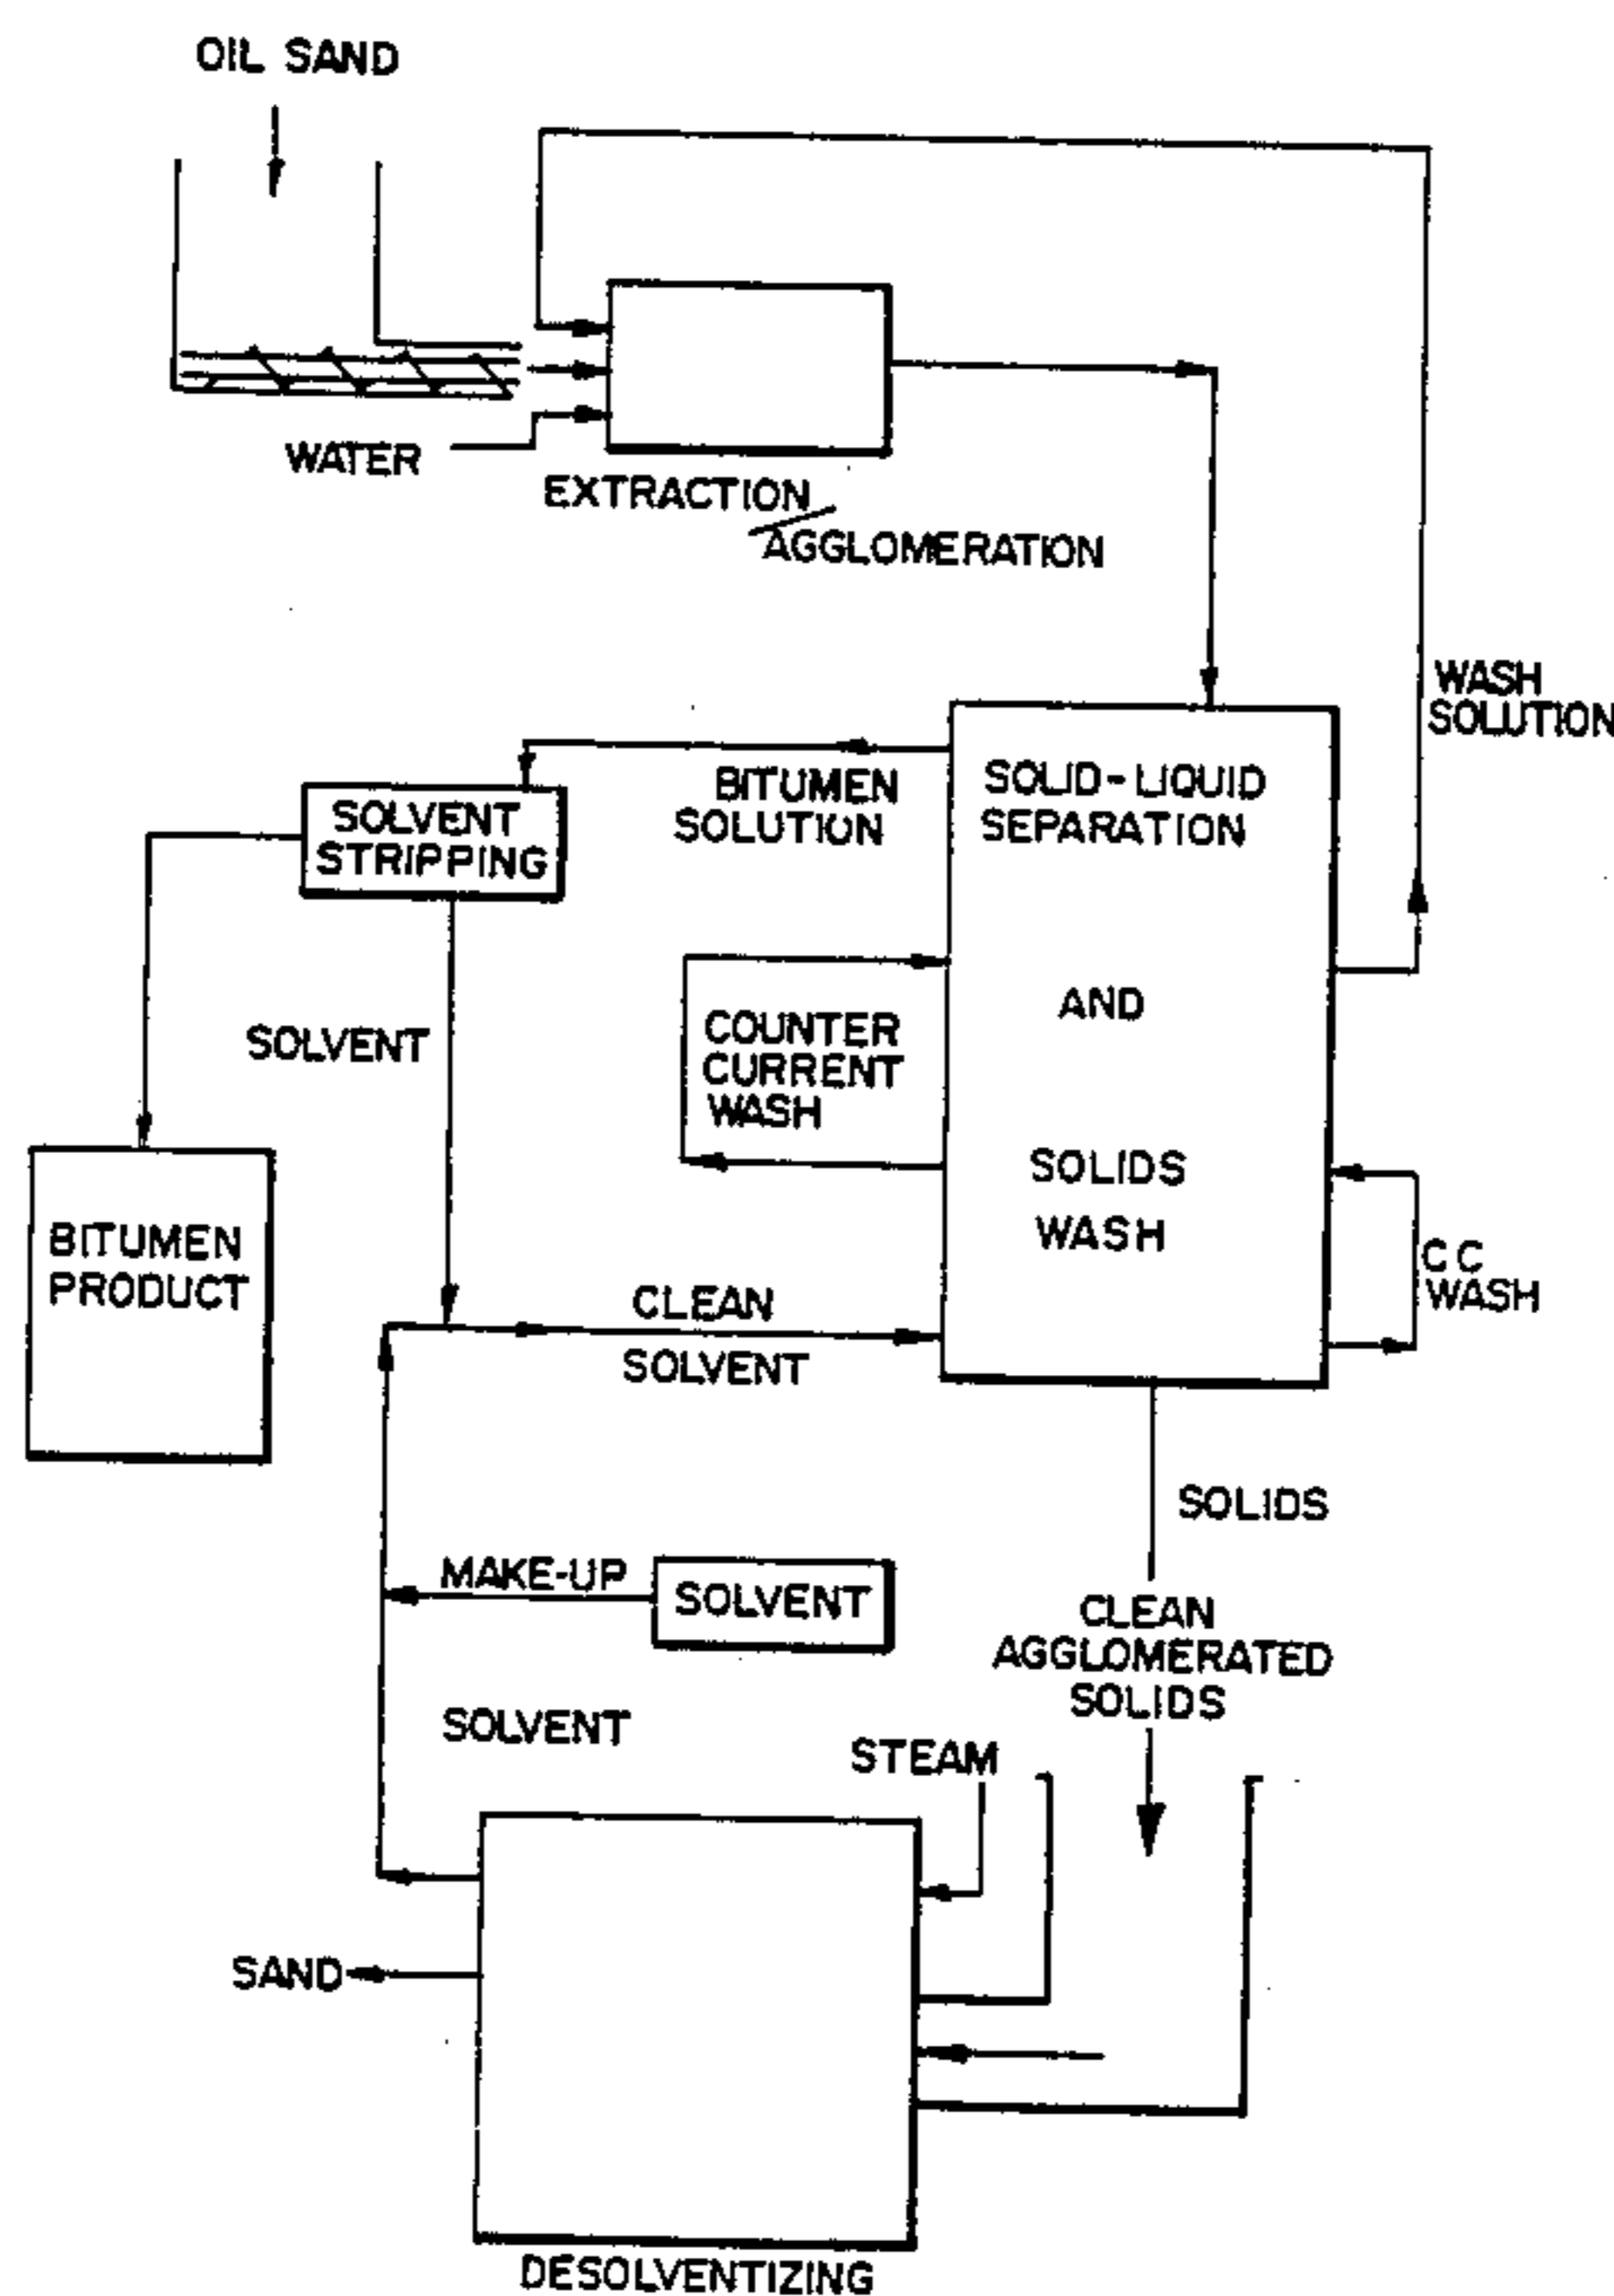 OIL SAND
WATER
EXTRACTION
AGGLOMERATION
WASH
SOLUTION
BITUMEN
SOLUTION
SOLID-LIQUID
SEPARATION
SOLVENT
STRIPPING
AND
COUNTER
CURRENT
WASH
SOLVENT
SOLIDS
WASH
BITUMEN
PRODUCT
CC
WASH
CLEAN
SOLVENT
SOLIDS
MAKE-UP
SOLVENT
CLEAN
AGGLOMERATED
SOLIDS
SOLVENT
STEAM
SAND
DESOLVENTIZING